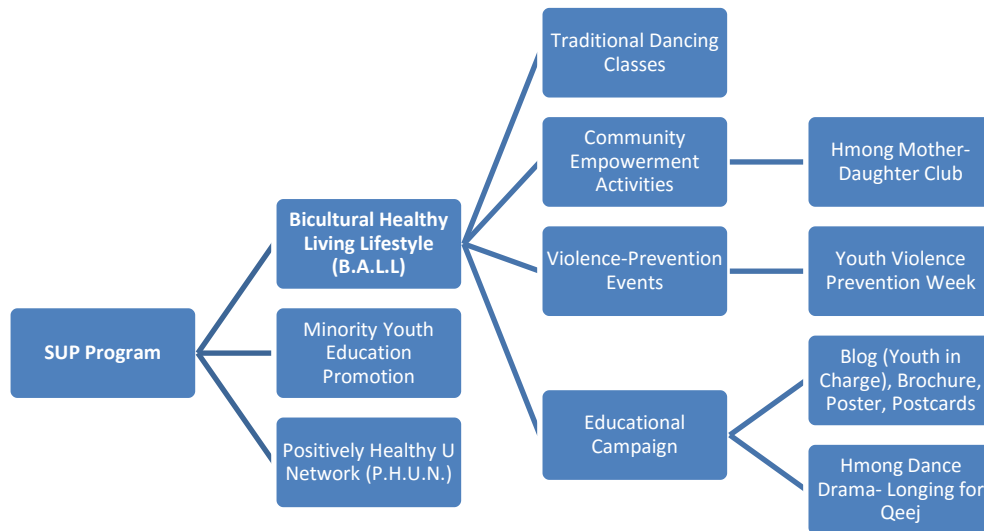 SUP Program
Bicultural Healthy
Living Lifestyle
(B.A.L.L)
Minority Youth
Education
Promotion
Positively Healthy U
Network (P.H.U.N.)
Traditional Dancing
Classes
Community
Empowerment
Activities
Violence-Prevention
Events
Educational
Campaign
Hmong Mother-
Daughter Club
Youth Violence
Prevention Week
Blog (Youth in
Charge), Brochure,
Poster, Postcards
Hmong Dance
Drama- Longing for
Qeej